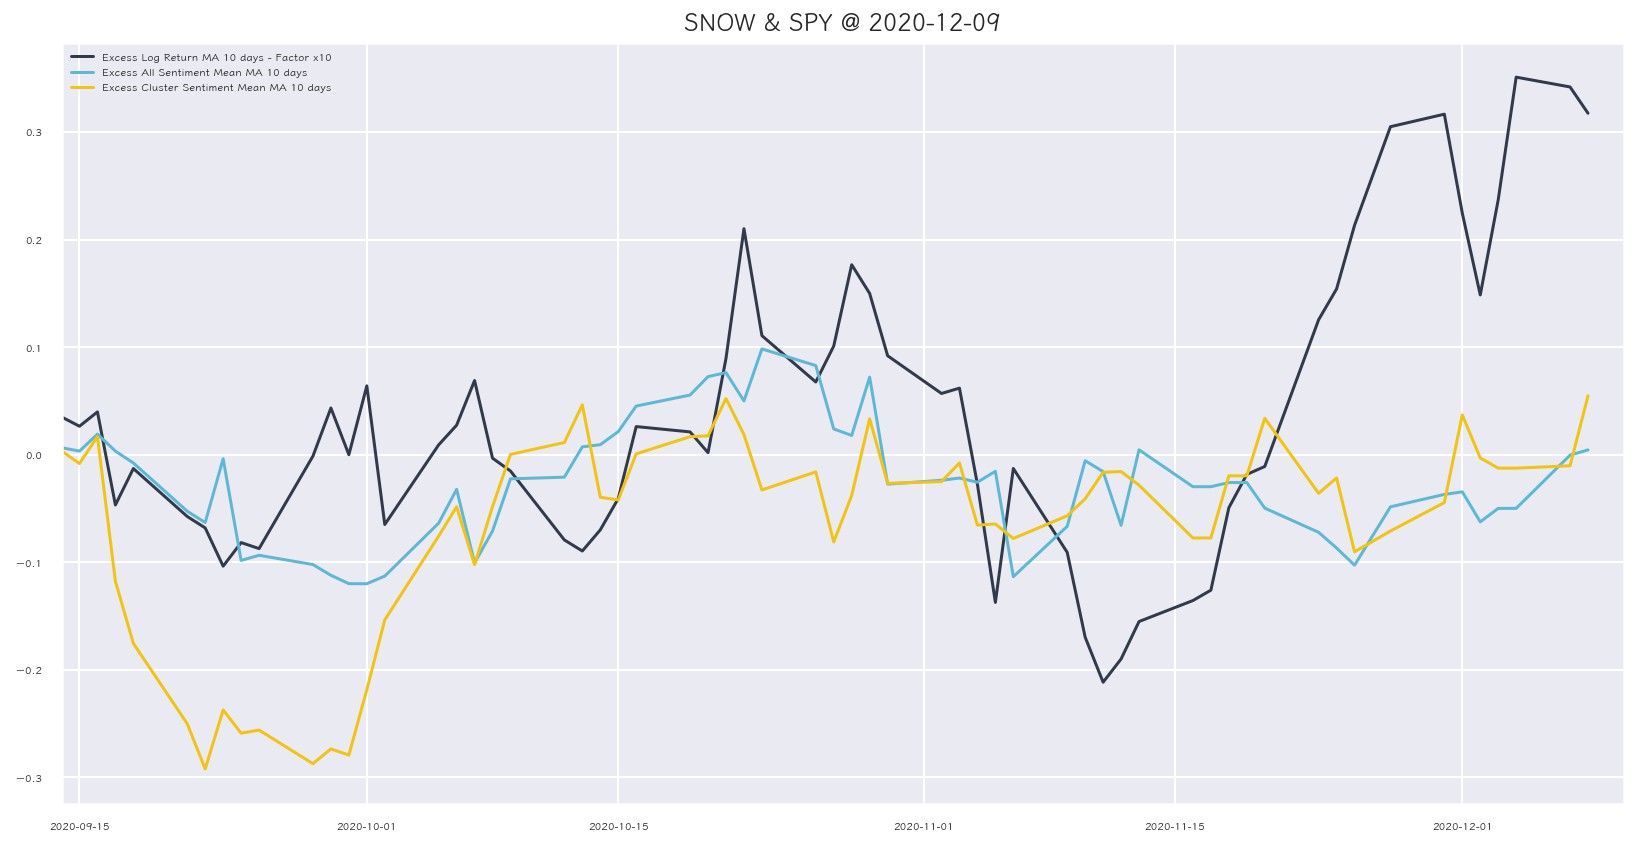 SNOW & SPY @ 2020-12-09
Excess Log Return MA 10 days - Factor x10
Excess All Sentiment Mean MA 10 days
Excess Cluster Sentiment Mean MA 10 days
0.3
0.2
0.1
0.0
−0.1
−0.2
−0.3
2020-09-15 2020-10-01 2020-10-15 2020-11-01 2020-11-15 2020-12-01